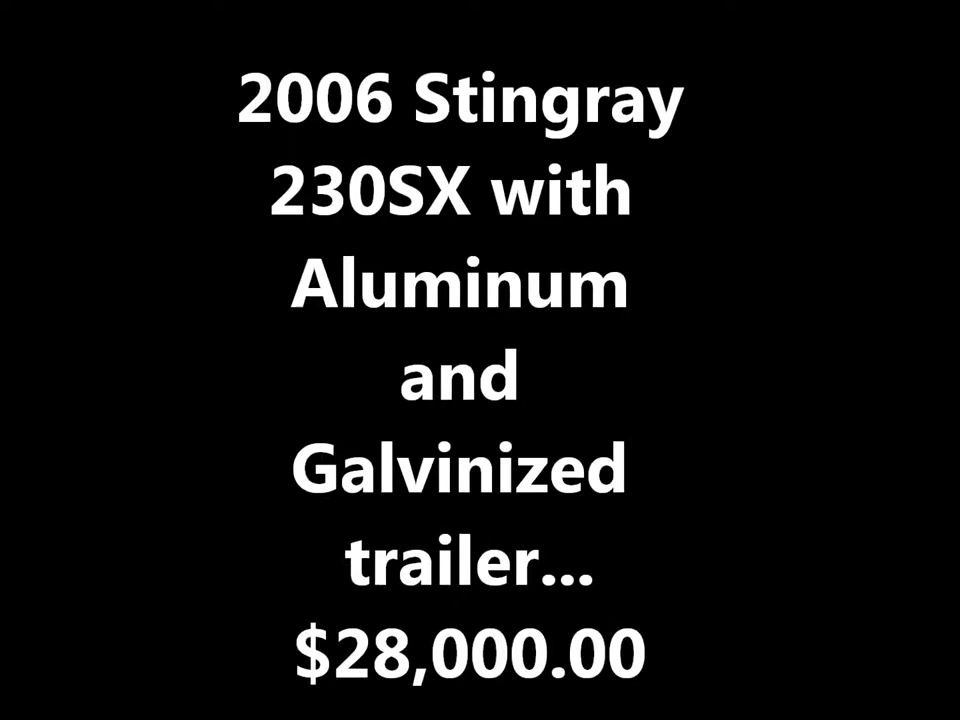 2006 Stingray
230SX with
Aluminum
and
Galvinized
trailer...
$28,000.00